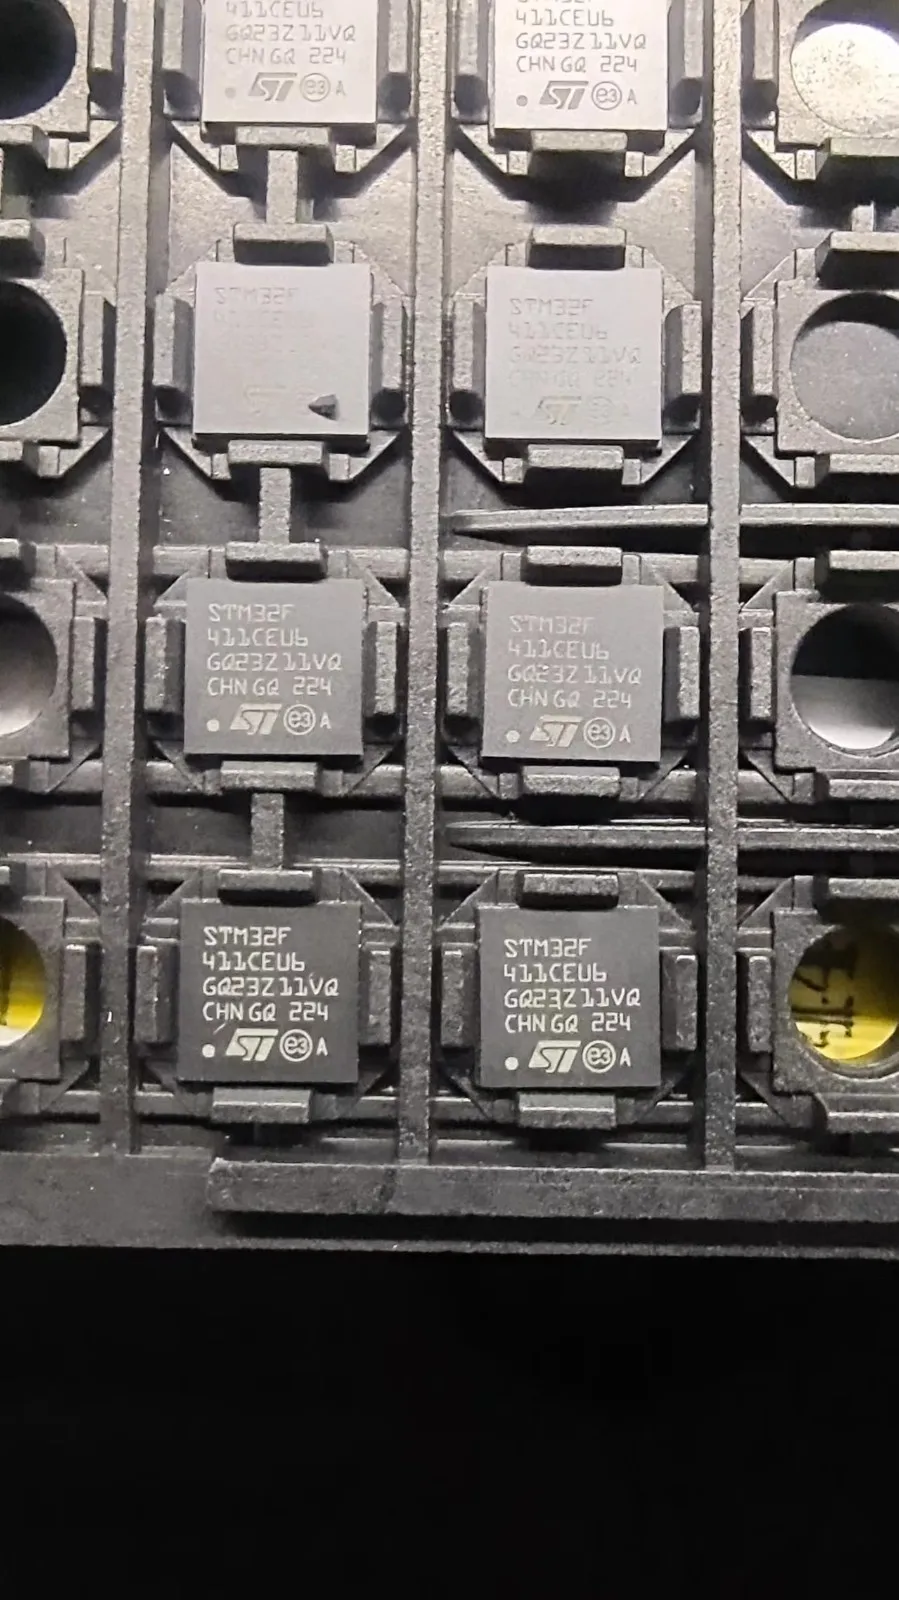 411CEU6
GQ23Z11VQ
CHN GQ 224
ST e3 A
STM32F
411CEU6
GQ23Z11VQ
CHN GQ 224
ST e3 A
STM32F
STM32F
411CEU6
GQ23Z11VQ
CHN GQ 224
ST e3 A
STM32F
411CEU6
GQ23Z11VQ
CHN GQ 224
ST e3 A
STM32F
411CEU6
GQ23Z11VQ
CHN GQ 224
ST e3 A
STM32F
411CEU6
GQ23Z11VQ
CHN GQ 224
ST e3 A
STM32F
411CEU6
GQ23Z11VQ
CHN GQ 224
ST e3 A